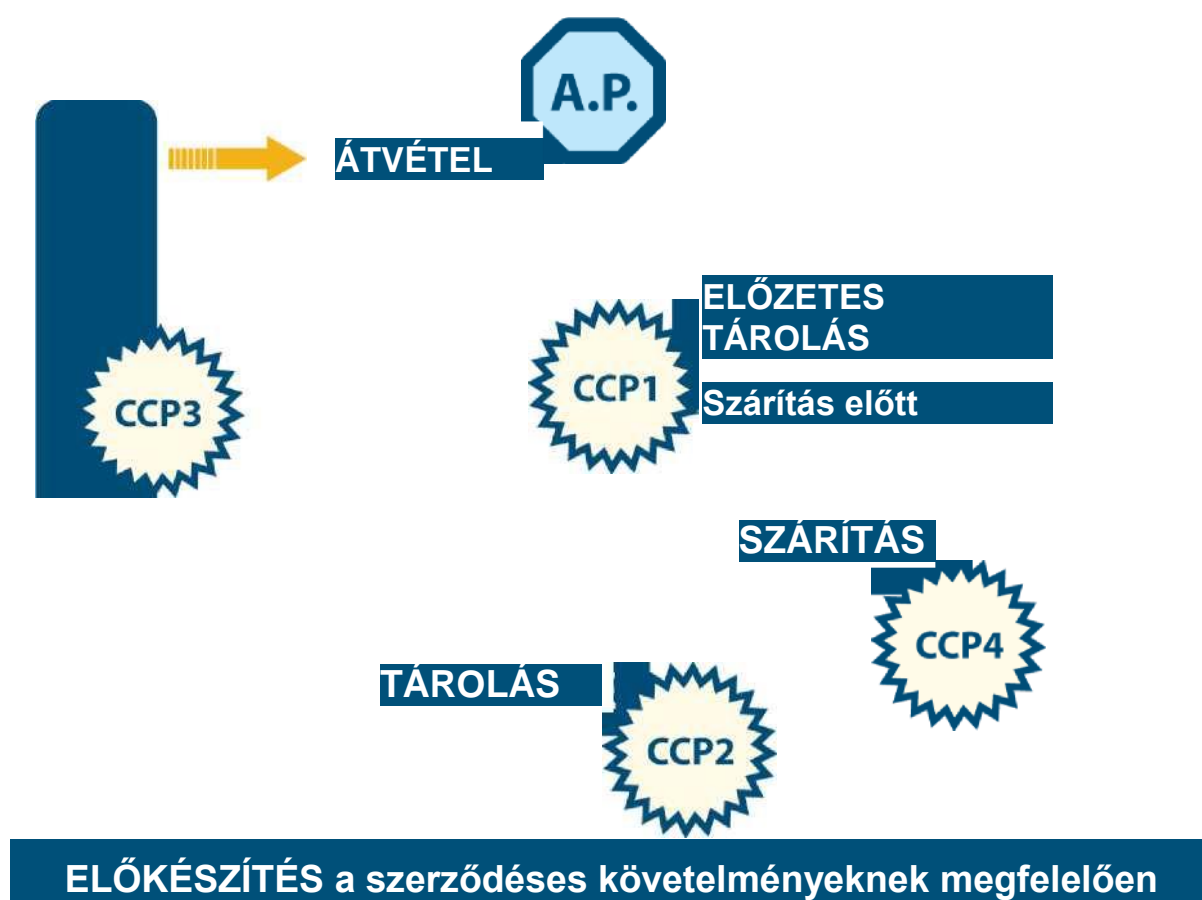 A.P.
ÁTVÉTEL
ELŐZETES
TÁROLÁS
CCP3
CCP1
Szárítás előtt
SZÁRÍTÁS
CCP4
TÁROLÁS
CCP2
ELŐKÉSZÍTÉS a szerződéses követelményeknek megfelelően